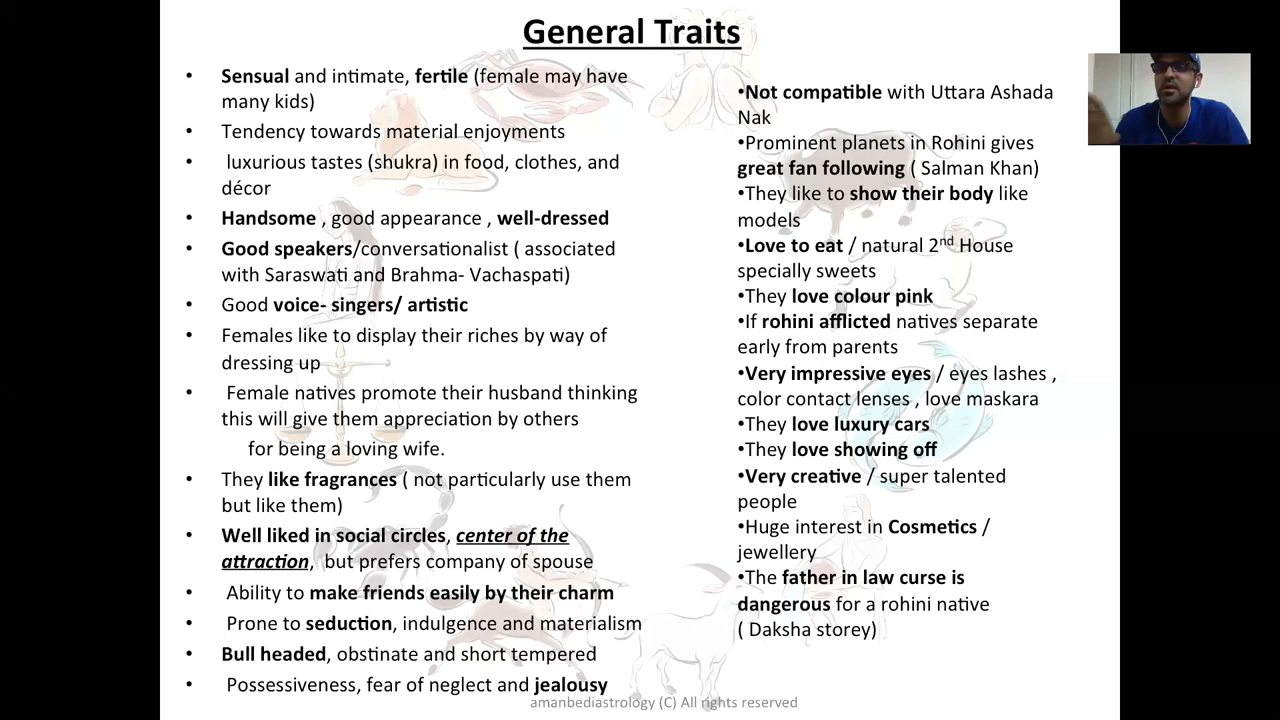 General Traits
• Sensual and intimate, fertile (female may have
many kids)
• Tendency towards material enjoyments
• luxurious tastes (shukra) in food, clothes, and
décor
• Handsome , good appearance , well-dressed
• Good speakers/conversationalist ( associated
with Saraswati and Brahma- Vachaspati)
• Good voice- singers/ artistic
• Females like to display their riches by way of
dressing up
• Female natives promote their husband thinking
this will give them appreciation by others
for being a loving wife.
• They like fragrances ( not particularly use them
but like them)
• Well liked in social circles, center of the
attraction, but prefers company of spouse
• Ability to make friends easily by their charm
• Prone to seduction, indulgence and materialism
• Bull headed, obstinate and short tempered
• Possessiveness, fear of neglect and jealousy
•Not compatible with Uttara Ashada
Nak
•Prominent planets in Rohini gives
great fan following ( Salman Khan)
•They like to show their body like
models
•Love to eat / natural 2nd House
specially sweets
•They love colour pink
•If rohini afflicted natives separate
early from parents
•Very impressive eyes / eyes lashes ,
color contact lenses , love maskara
•They love luxury cars
•They love showing off
•Very creative / super talented
people
•Huge interest in Cosmetics /
jewellery
•The father in law curse is
dangerous for a rohini native
( Daksha storey)
amanbediastrology (C) All rights reserved